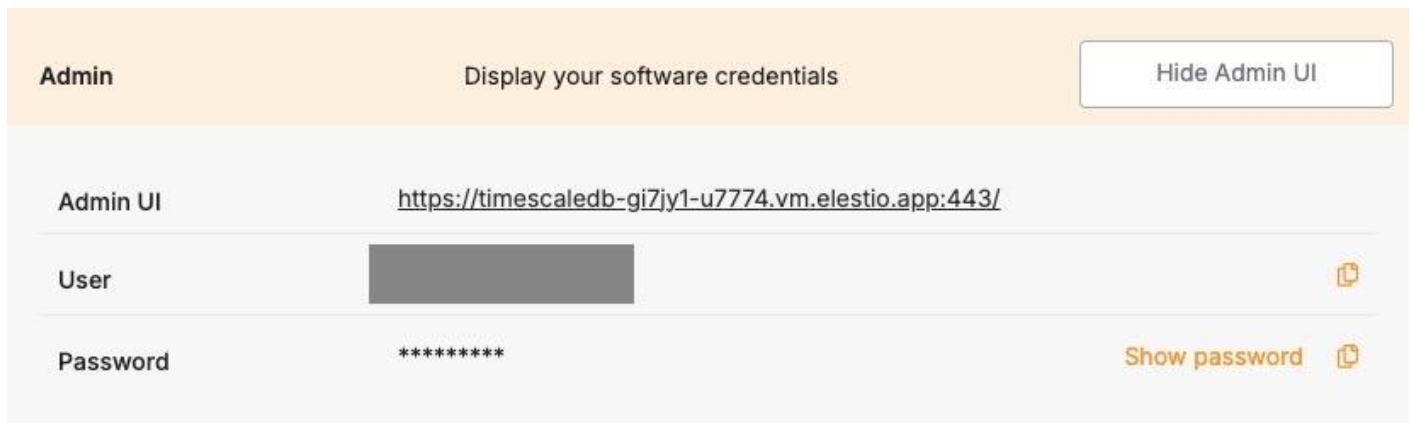 Admin Display your software credentials Hide Admin UI
Admin UI https://timescaledb-gi7jy1-u7774.vm.elestio.app:443/
User
Password ********* Show password